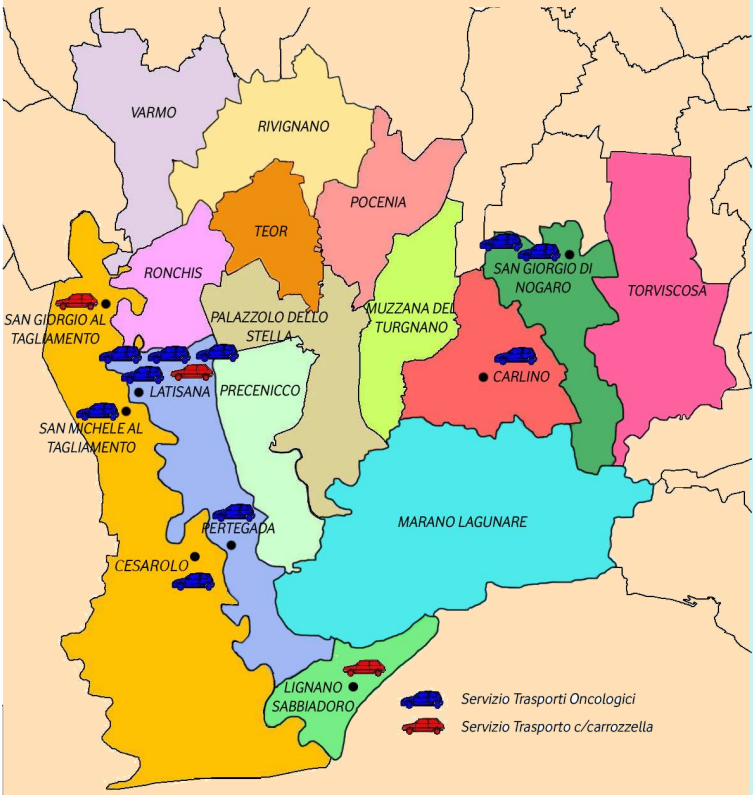 VARMO
RIVIGNANO
POCENIA
TEOR
RONCHIS
SAN GIORGIO DI
NOGARO
TORVISCOSA
PALAZZOLO DELLO
STELLA
MUZZANA DEL
TURGNANO
SAN GIORGIO AL
TAGLIAMENTO
LATISANA
PRECENICCO
CARLINO
SAN MICHELE AL
TAGLIAMENTO
PERTEGADA
MARANO LAGUNARE
CESAROLO
LIGNANO
SABBIADORO
Servizio Trasporti Oncologici
Servizio Trasporto c/carrozzella